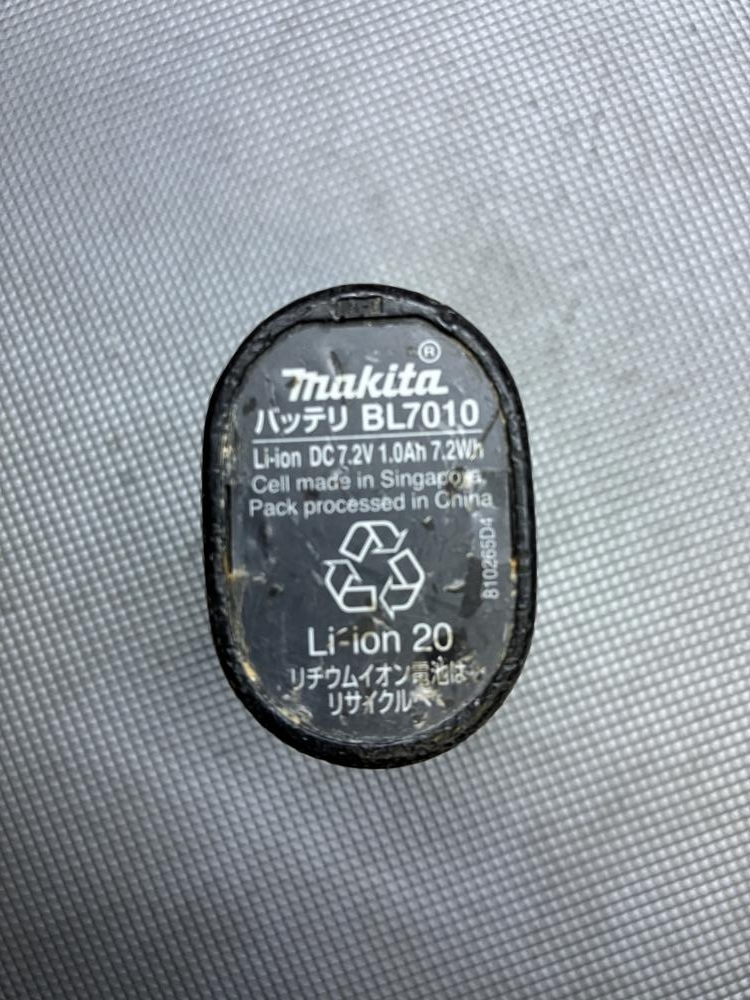 makita®
バッテリ BL7010
Li-ion DC 7.2V 1.0Ah 7.2Wh
Cell made in Singapore,
Pack processed in China
810265D4
Li-ion 20
リチウムイオン電池は
リサイクルへ